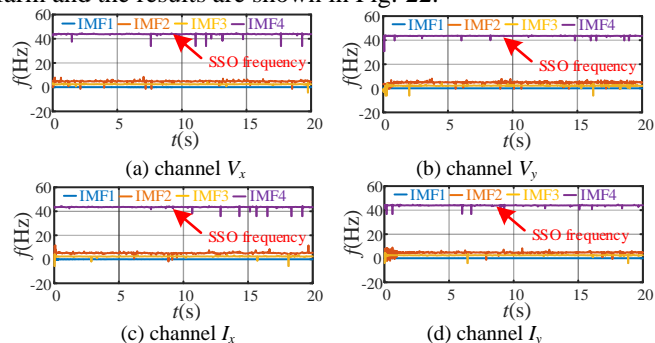 farm and the results are shown in Fig. 22.
IMF1 IMF2 IMF3 IMF4
60
40
20
0
-20
f(Hz)
SSO frequency
0 5 10 15 20
t(s)
(a) channel Vx
IMF1 IMF2 IMF3 IMF4
60
40
20
0
-20
f(Hz)
SSO frequency
0 5 10 15 20
t(s)
(b) channel Vy
IMF1 IMF2 IMF3 IMF4
60
40
20
0
-20
f(Hz)
SSO frequency
0 5 10 15 20
t(s)
(c) channel Ix
IMF1 IMF2 IMF3 IMF4
60
40
20
0
-20
f(Hz)
SSO frequency
0 5 10 15 20
t(s)
(d) channel Iy